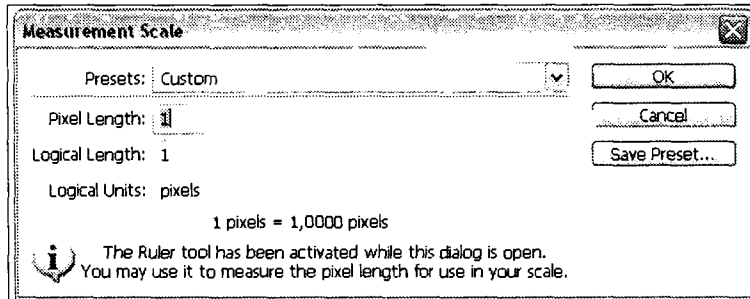 Measurement Scale
Presets: Custom
OK
Pixel Length: 1
Cancel
Logical Length: 1
Save Preset...
Logical Units: pixels
1 pixels = 1,0000 pixels
The Ruler tool has been activated while this dialog is open.
You may use it to measure the pixel length for use in your scale.